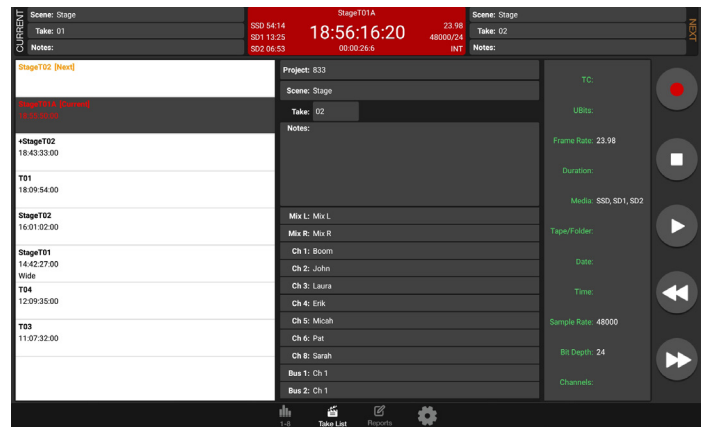 CURRENT
Scene: Stage
Take: 01
Notes:
StageT01A
SSD 54:14
SD1 13:25
SD2 06:53
18:56:16:20
00:00:26:6
23.98
48000/24
INT
Scene: Stage
Take: 02
Notes:
NEXT
StageT02 [Next]
StageT01A [Current]
+StageT02
18:43:33:00
T01
18:09:54:00
StageT02
16:01:02:00
StageT01
14:42:27:00
Wide
T04
12:09:35:00
T03
11:07:32:00
Project: 833
Scene: Stage
Take: 02
Notes:
Mix L: Mix L
Mix R: Mix R
Ch 1: Boom
Ch 2: John
Ch 3: Laura
Ch 4: Erik
Ch 5: Micah
Ch 6: Pat
Ch 8: Sarah
Bus 1: Ch 1
Bus 2: Ch 1
TC:
UBits:
Frame Rate: 23.98
Duration:
Media: SSD, SD1, SD2
Tape/Folder:
Date:
Time:
Sample Rate: 48000
Bit Depth: 24
Channels:
1-8
Take List
Reports